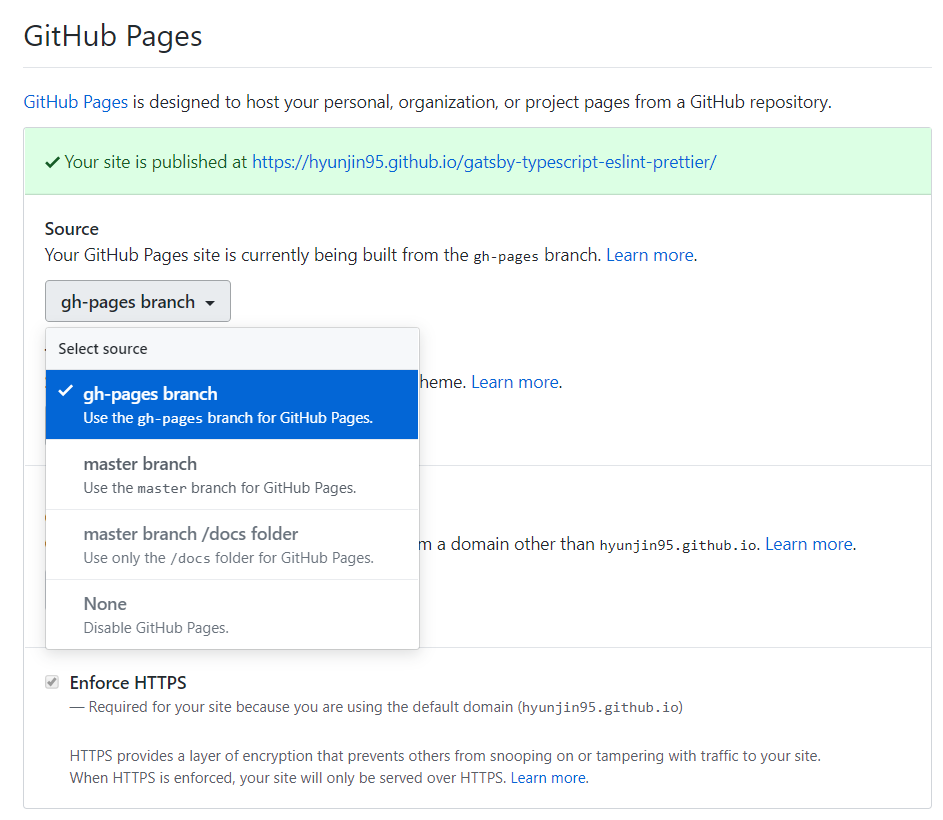 GitHub Pages
GitHub Pages is designed to host your personal, organization, or project pages from a GitHub repository.
Your site is published at https://hyunjin95.github.io/gatsby-typescript-eslint-prettier/
Source
Your GitHub Pages site is currently being built from the gh-pages branch. Learn more.
gh-pages branch
Select source
heme. Learn more.
gh-pages branch
Use the gh-pages branch for GitHub Pages.
master branch
Use the master branch for GitHub Pages.
master branch /docs folder
m a domain other than hyunjin95.github.io. Learn more.
Use only the /docs folder for GitHub Pages.
None
Disable GitHub Pages.
Enforce HTTPS
— Required for your site because you are using the default domain (hyunjin95.github.io)
HTTPS provides a layer of encryption that prevents others from snooping on or tampering with traffic to your site.
When HTTPS is enforced, your site will only be served over HTTPS. Learn more.